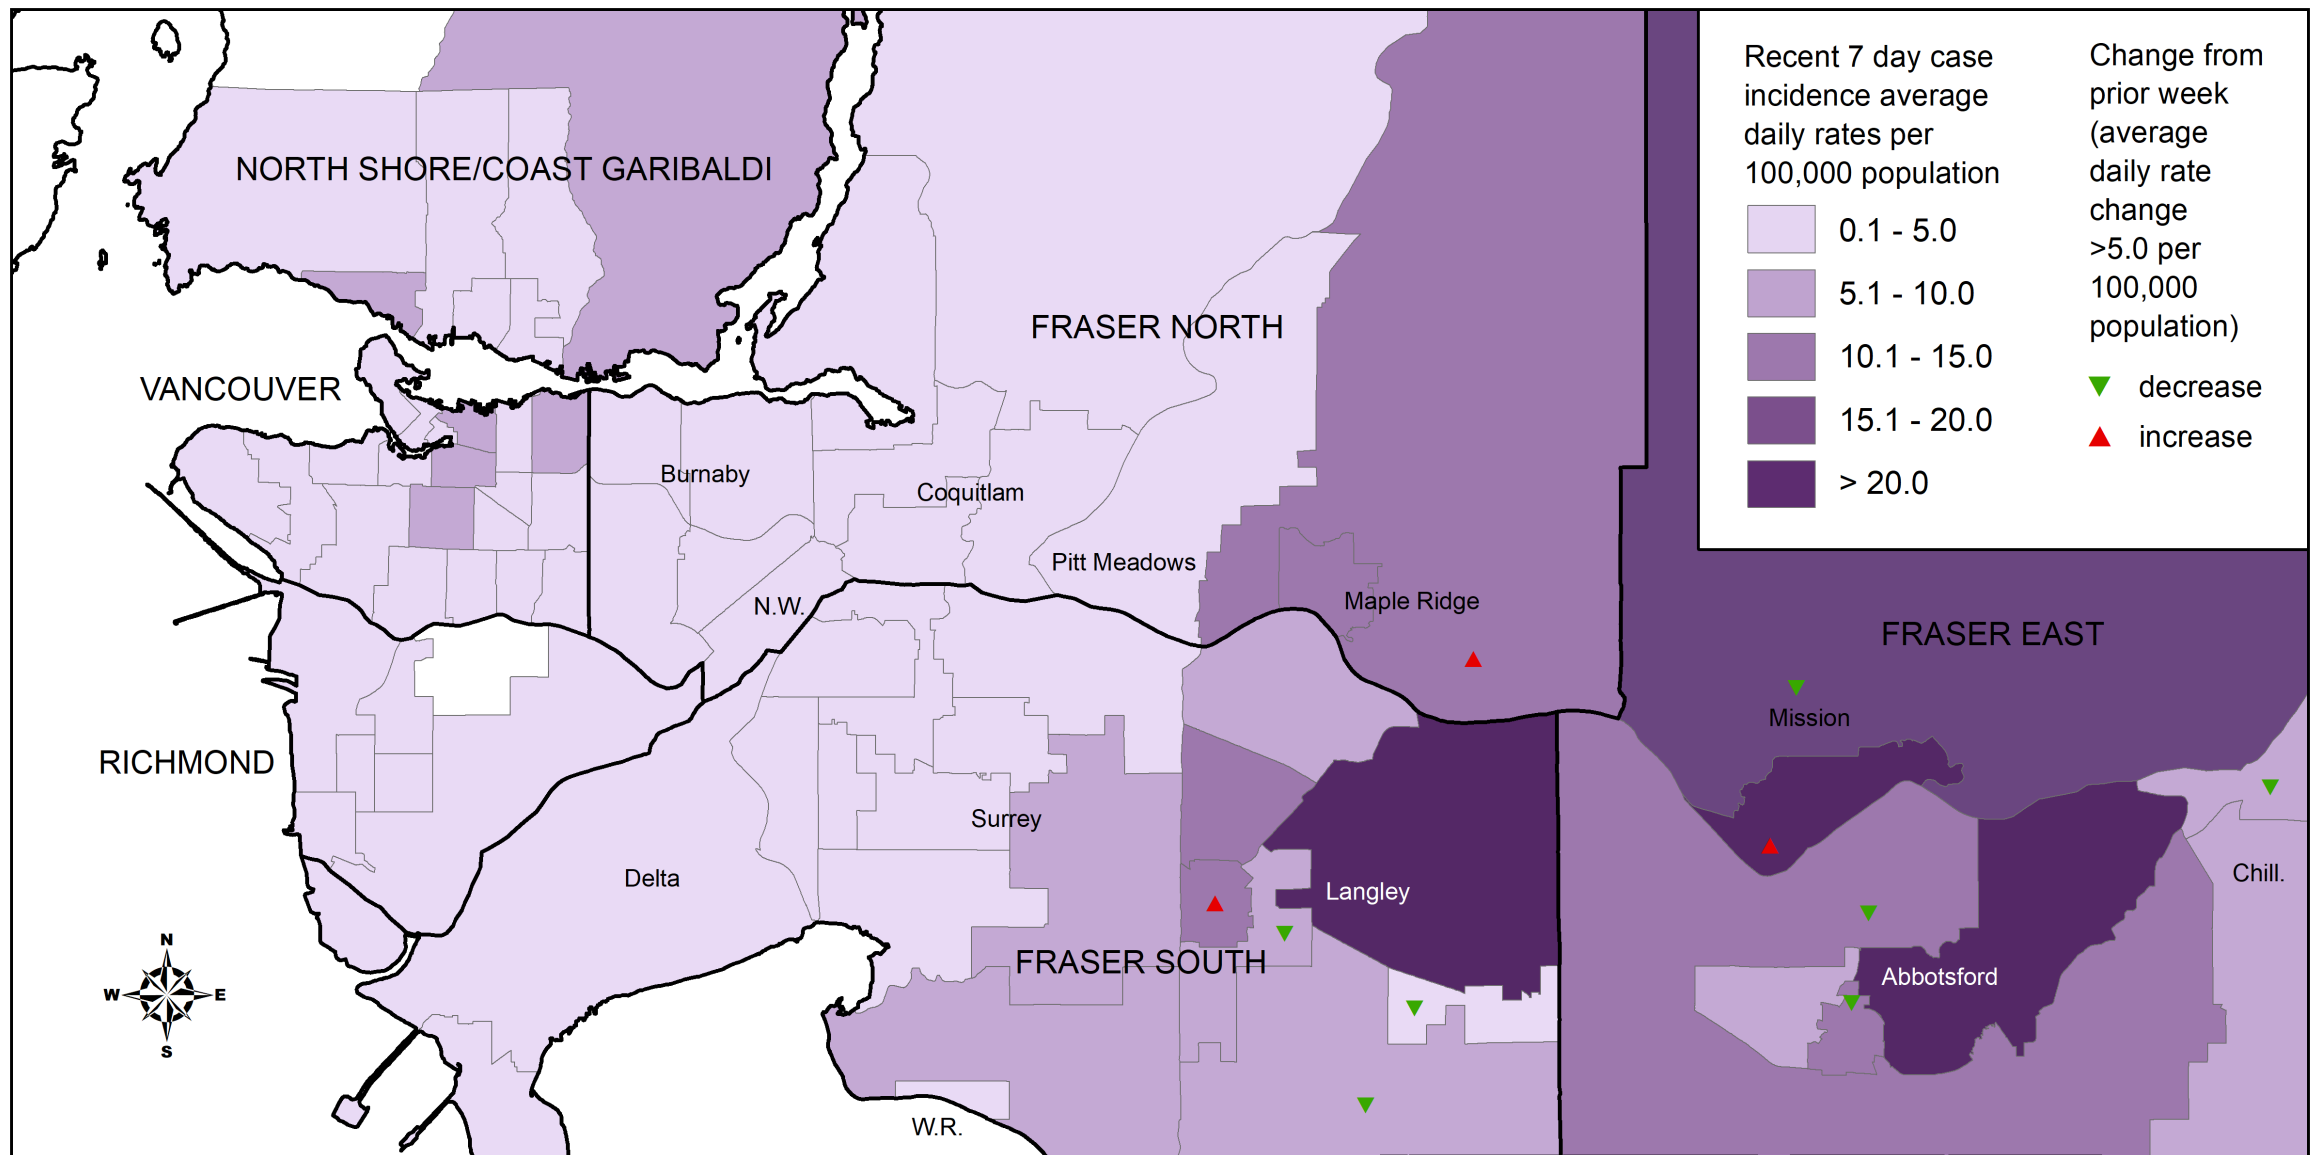 NORTH SHORE/COAST GARIBALDI
VANCOUVER
FRASER NORTH
Burnaby
Coquitlam
Pitt Meadows
N.W.
Maple Ridge
FRASER EAST
Mission
RICHMOND
Surrey
Delta
Langley
Chill.
FRASER SOUTH
Abbotsford
W.R.
N
W
E
S
Recent 7 day case
incidence average
daily rates per
100,000 population
0.1 - 5.0
5.1 - 10.0
10.1 - 15.0
15.1 - 20.0
> 20.0
Change from
prior week
(average
daily rate
change
>5.0 per
100,000
population)
decrease
increase